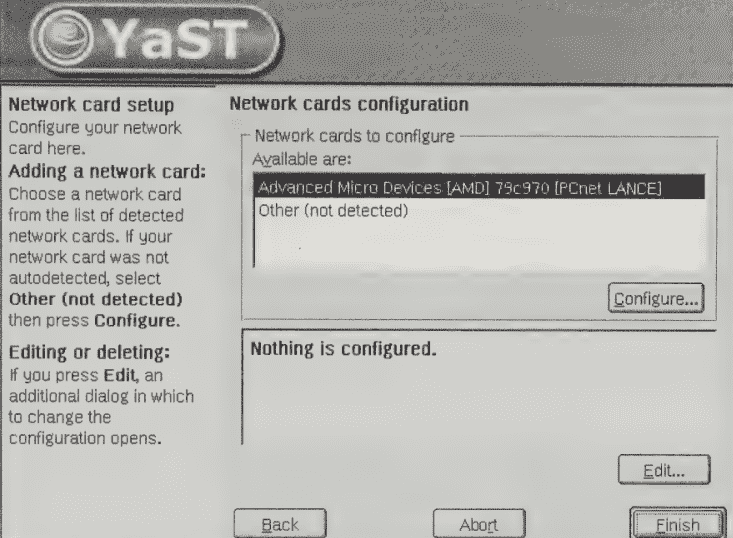 YaST
Network card setup
Configure your network
card here.
Adding a network card:
Choose a network card
from the list of detected
network cards. If your
network card was not
autodetected, select
Other (not detected)
then press Configure.
Editing or deleting:
If you press Edit, an
additional dialog in which
to change the
configuration opens.
Network cards configuration
Network cards to configure
Available are:
Advanced Micro Devices [AMD] 79c970 [PCnet LANCE]
Other (not detected)
Configure...
Nothing is configured.
Edit...
Back
Abort
Finish